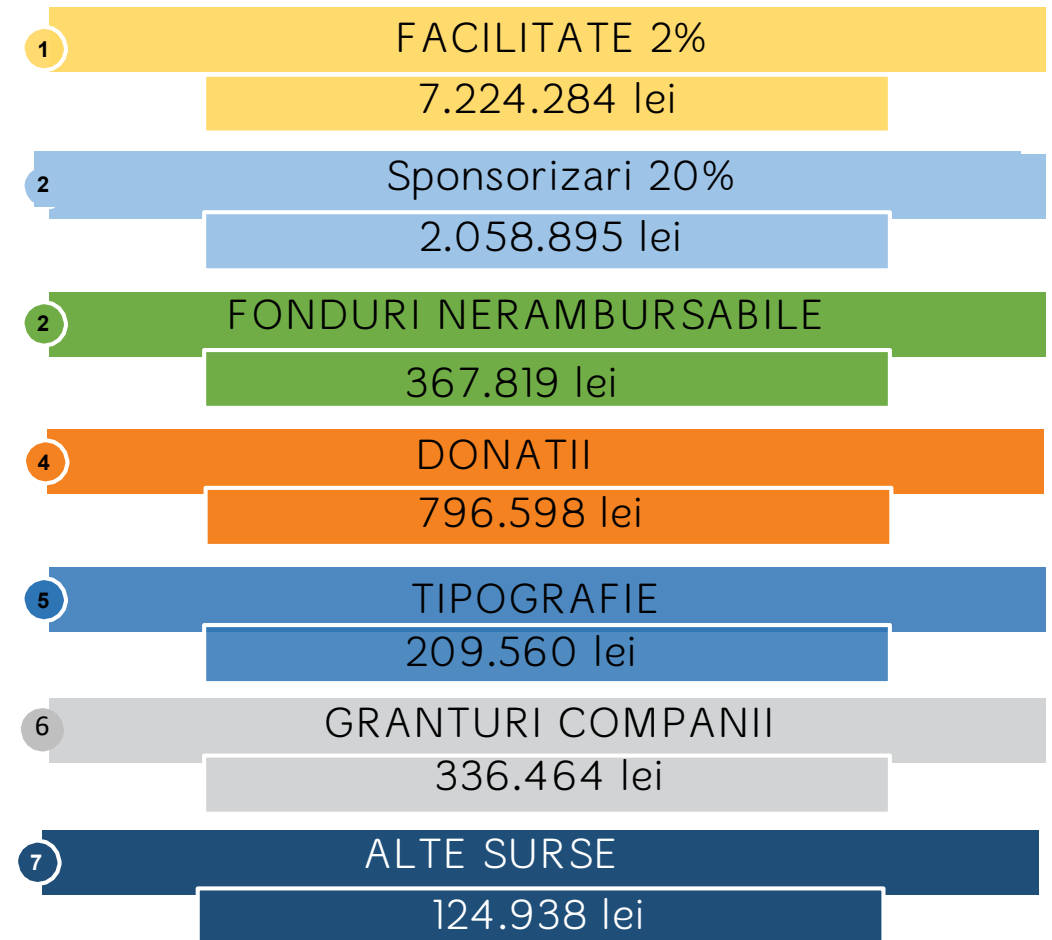 1
FACILITATE 2%
7.224.284 lei
2
Sponsorizari 20%
2.058.895 lei
2
FONDURI NERAMBURSABILE
367.819 lei
4
DONATII
796.598 lei
5
TIPOGRAFIE
209.560 lei
6
GRANTURI COMPANII
336.464 lei
7
ALTE SURSE
124.938 lei